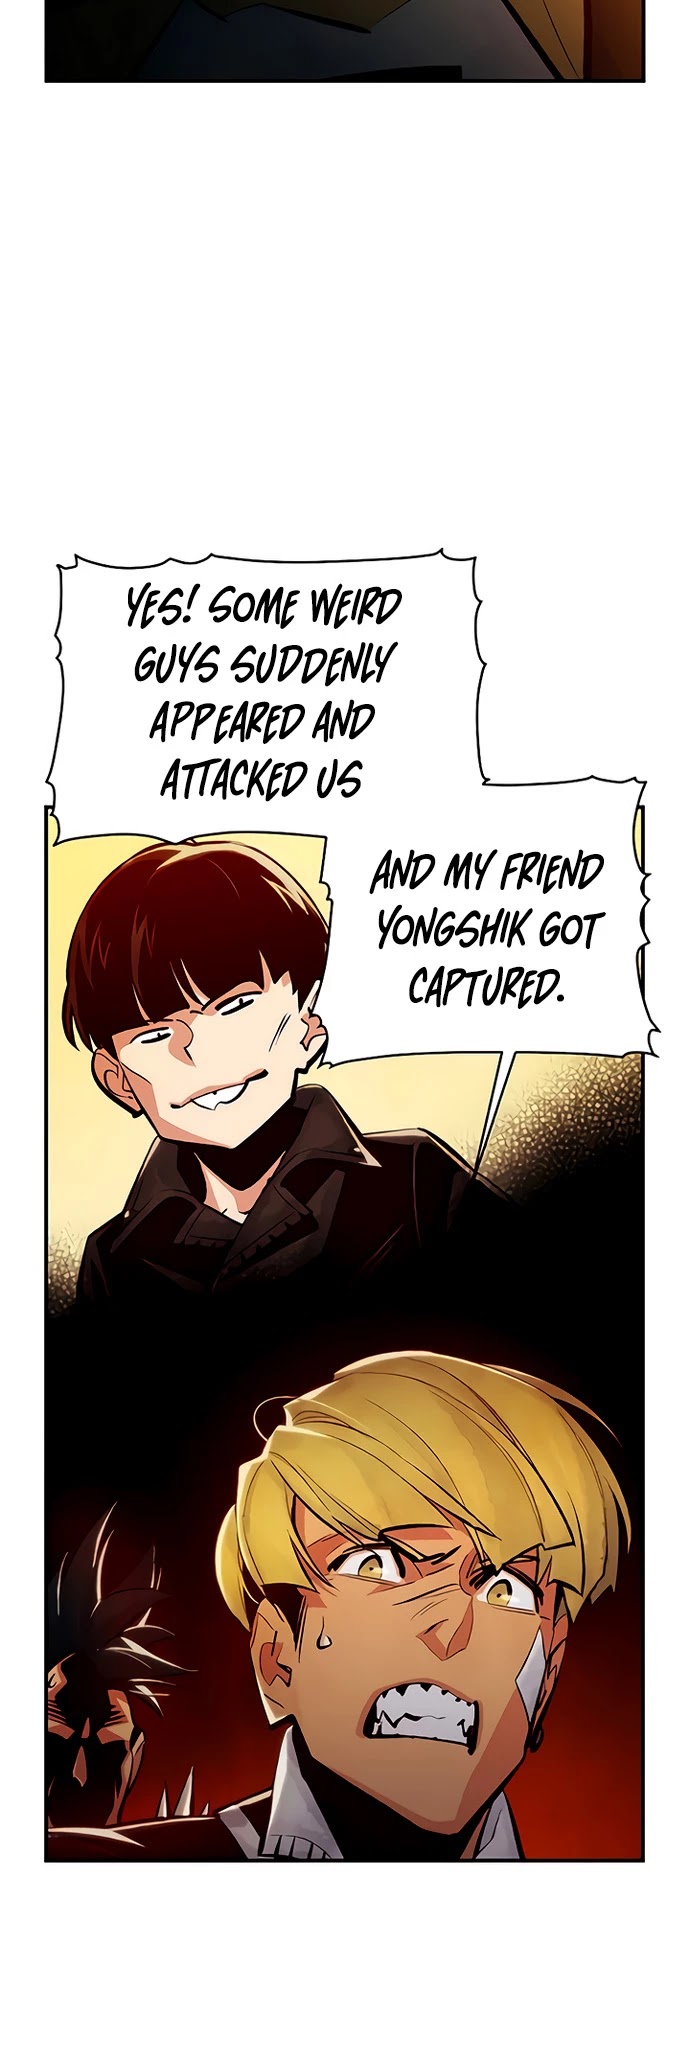 YES! SOME WEIRD
GUYS SUDDENLY
APPEARED AND
ATTACKED US
AND MY FRIEND
YONGSHIK GOT
CAPTURED.